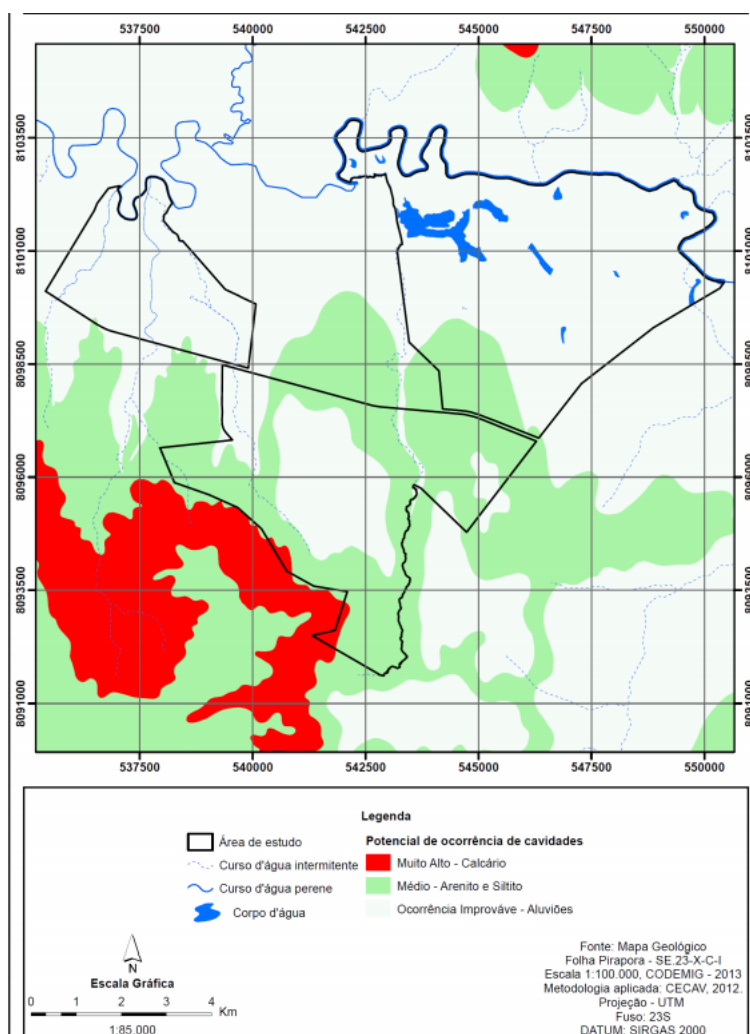 537500 540000 542500 545000 547500 550000
8103500
8101000
8098500
8096000
8093500
8091000
537500 540000 542500 545000 547500 550000
Legenda
Área de estudo
Curso d'água intermitente
Curso d'água perene
Corpo d'água
Potencial de ocorrência de cavidades
Muito Alto - Calcário
Médio - Arenito e Siltito
Ocorrência Improváve - Aluviões
N
Escala Gráfica
0 1 2 3 4 Km
1:85.000
Fonte: Mapa Geológico
Folha Pirapora - SE.23-X-C-I
Escala 1:100.000, CODEMIG - 2013
Metodologia aplicada: CECAV, 2012.
Projeção - UTM
Fuso: 23S
DATUM: SIRGAS 2000